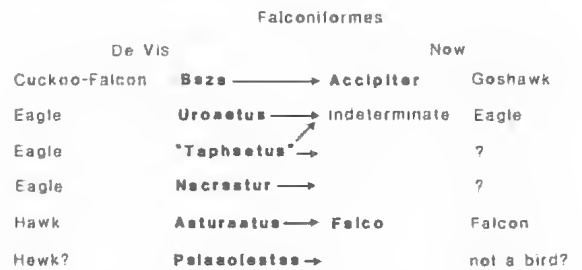 Falconiformes
De Vis Now
Cuckoo-Falcon Baza → Accipiter Goshawk
Eagle Uroaetus → indeterminate Eagle
Eagle "Taphaetus" → ?
Eagle Necrastur → ?
Hawk Asturaetus → Falco Falcon
Hawk? Palaeolestes → not a bird?